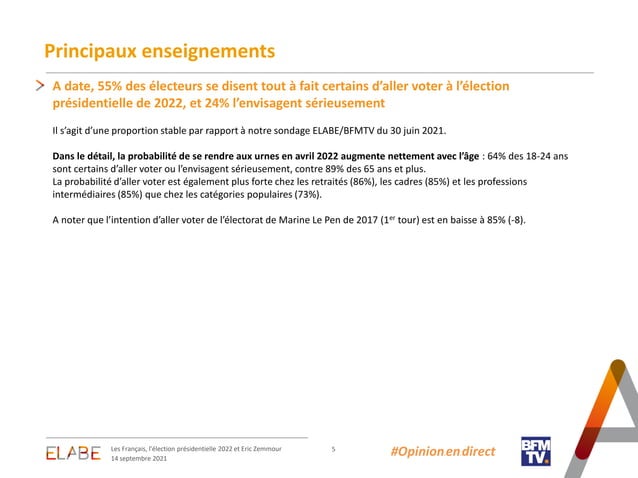 Principaux enseignements
A date, 55% des électeurs se disent tout à fait certains d’aller voter à l’élection
présidentielle de 2022, et 24% l’envisagent sérieusement
Il s’agit d’une proportion stable par rapport à notre sondage ELABE/BFMTV du 30 juin 2021.
Dans le détail, la probabilité de se rendre aux urnes en avril 2022 augmente nettement avec l’âge : 64% des 18-24 ans
sont certains d’aller voter ou l’envisagent sérieusement, contre 89% des 65 ans et plus.
La probabilité d’aller voter est également plus forte chez les retraités (86%), les cadres (85%) et les professions
intermédiaires (85%) que chez les catégories populaires (73%).
A noter que l’intention d’aller voter de l’électorat de Marine Le Pen de 2017 (1er tour) est en baisse à 85% (-8).
ELABE
Les Français, l'élection présidentielle 2022 et Eric Zemmour
14 septembre 2021
5
#Opinionendirect
BFM
TV.